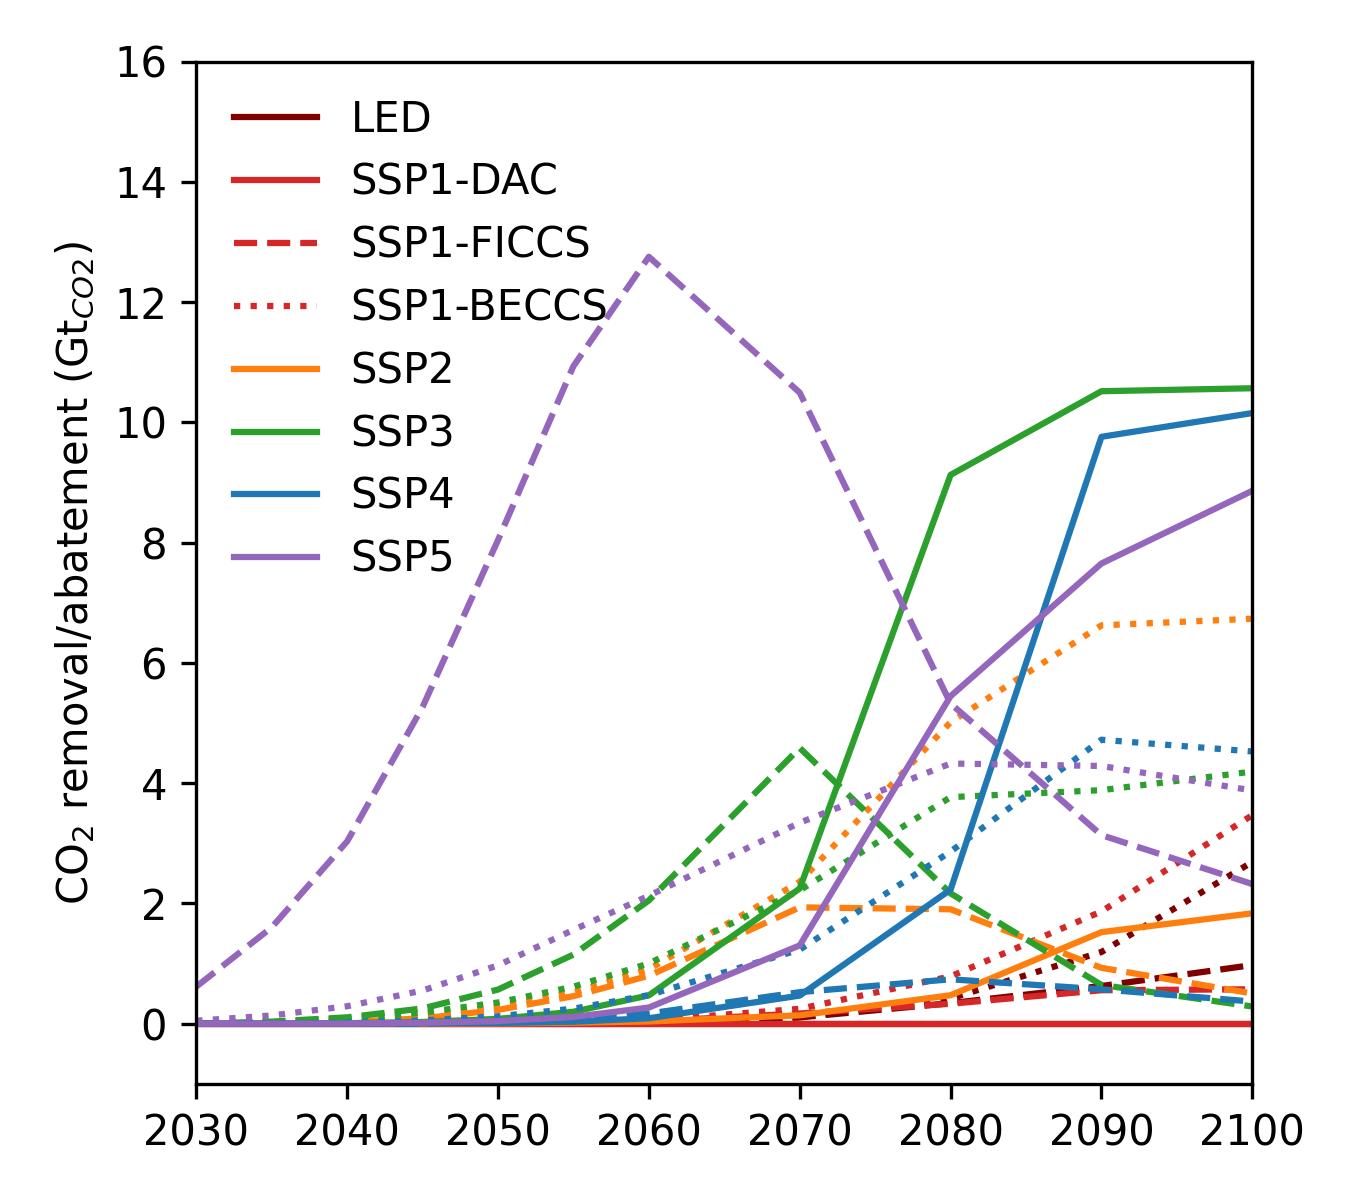 CO₂ removal/abatement (Gt_CO2)
16
14
12
10
8
6
4
2
0
LED
SSP1-DAC
SSP1-FICCS
SSP1-BECCS
SSP2
SSP3
SSP4
SSP5
2030 2040 2050 2060 2070 2080 2090 2100